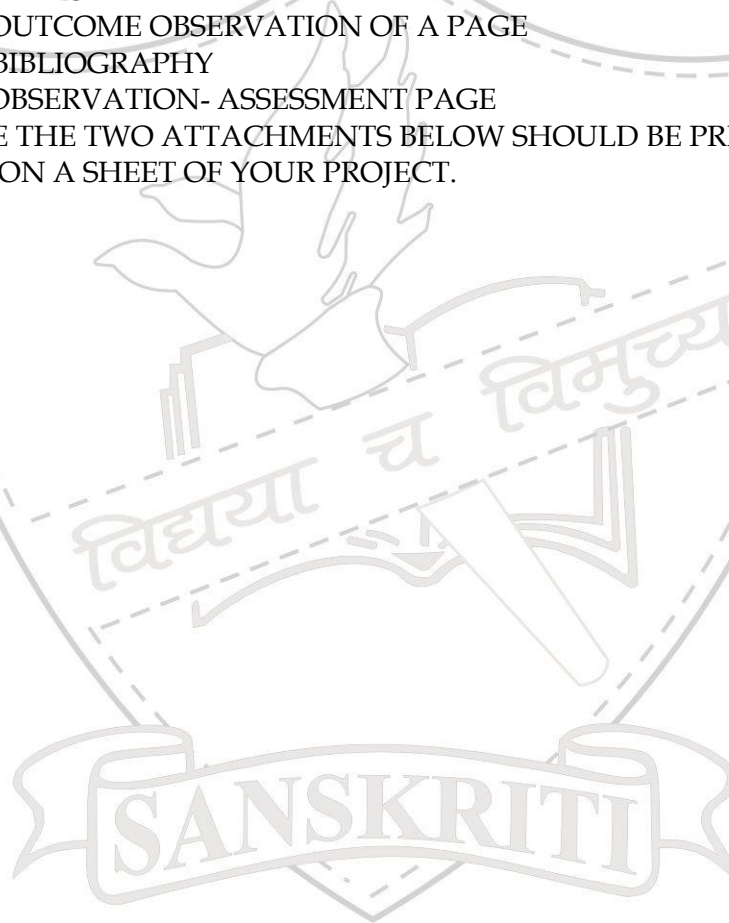 OUTCOME OBSERVATION OF A PAGE
BIBLIOGRAPHY
OBSERVATION- ASSESSMENT PAGE
THE TWO ATTACHMENTS BELOW SHOULD BE
ON A SHEET OF YOUR PROJECT.
विद्यया च
SANSKRITI